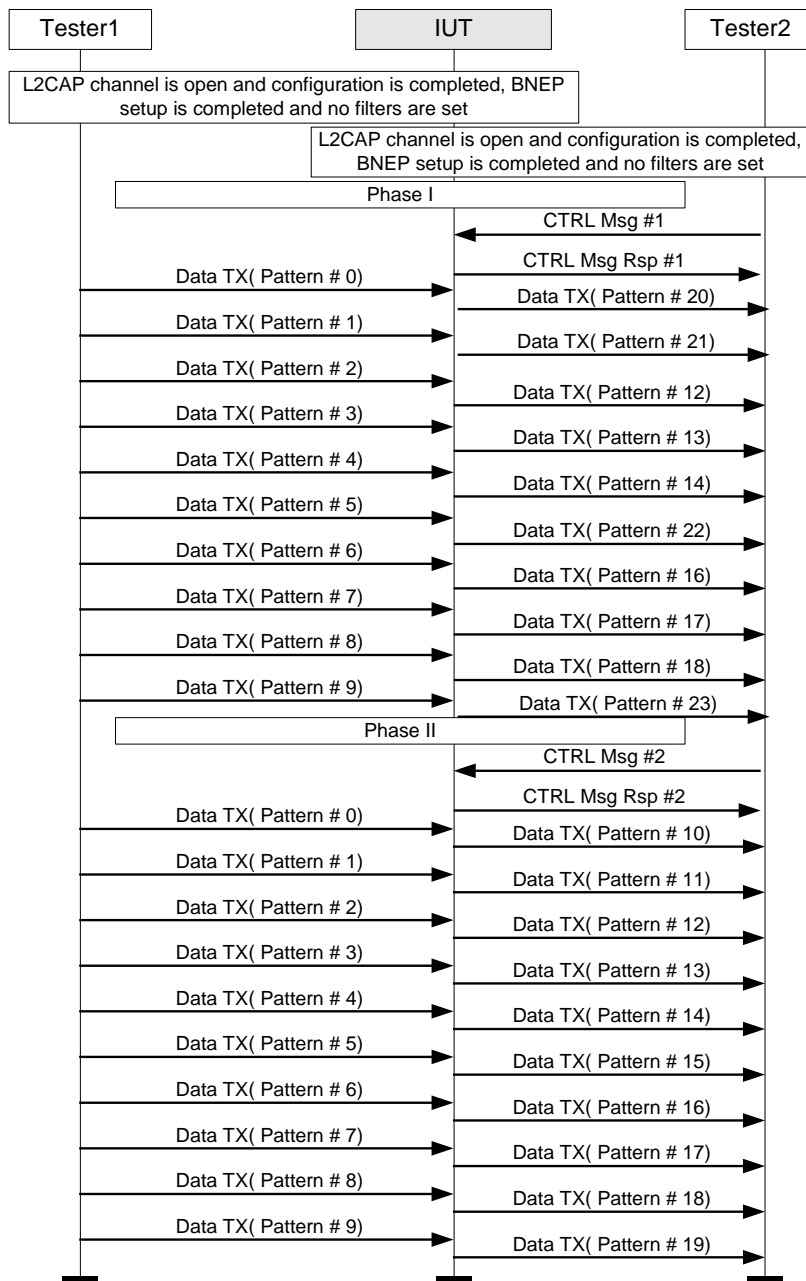 Tester1
IUT
Tester2
L2CAP channel is open and configuration is completed, BNEP
setup is completed and no filters are set
L2CAP channel is open and configuration is completed,
BNEP setup is completed and no filters are set
Phase I
CTRL Msg #1
CTRL Msg Rsp #1
Data TX( Pattern # 0)
Data TX( Pattern # 20)
Data TX( Pattern # 1)
Data TX( Pattern # 21)
Data TX( Pattern # 2)
Data TX( Pattern # 12)
Data TX( Pattern # 3)
Data TX( Pattern # 13)
Data TX( Pattern # 4)
Data TX( Pattern # 14)
Data TX( Pattern # 5)
Data TX( Pattern # 22)
Data TX( Pattern # 6)
Data TX( Pattern # 16)
Data TX( Pattern # 7)
Data TX( Pattern # 17)
Data TX( Pattern # 8)
Data TX( Pattern # 18)
Data TX( Pattern # 9)
Data TX( Pattern # 23)
Phase II
CTRL Msg #2
CTRL Msg Rsp #2
Data TX( Pattern # 0)
Data TX( Pattern # 10)
Data TX( Pattern # 1)
Data TX( Pattern # 11)
Data TX( Pattern # 2)
Data TX( Pattern # 12)
Data TX( Pattern # 3)
Data TX( Pattern # 13)
Data TX( Pattern # 4)
Data TX( Pattern # 14)
Data TX( Pattern # 5)
Data TX( Pattern # 15)
Data TX( Pattern # 6)
Data TX( Pattern # 16)
Data TX( Pattern # 7)
Data TX( Pattern # 17)
Data TX( Pattern # 8)
Data TX( Pattern # 18)
Data TX( Pattern # 9)
Data TX( Pattern # 19)